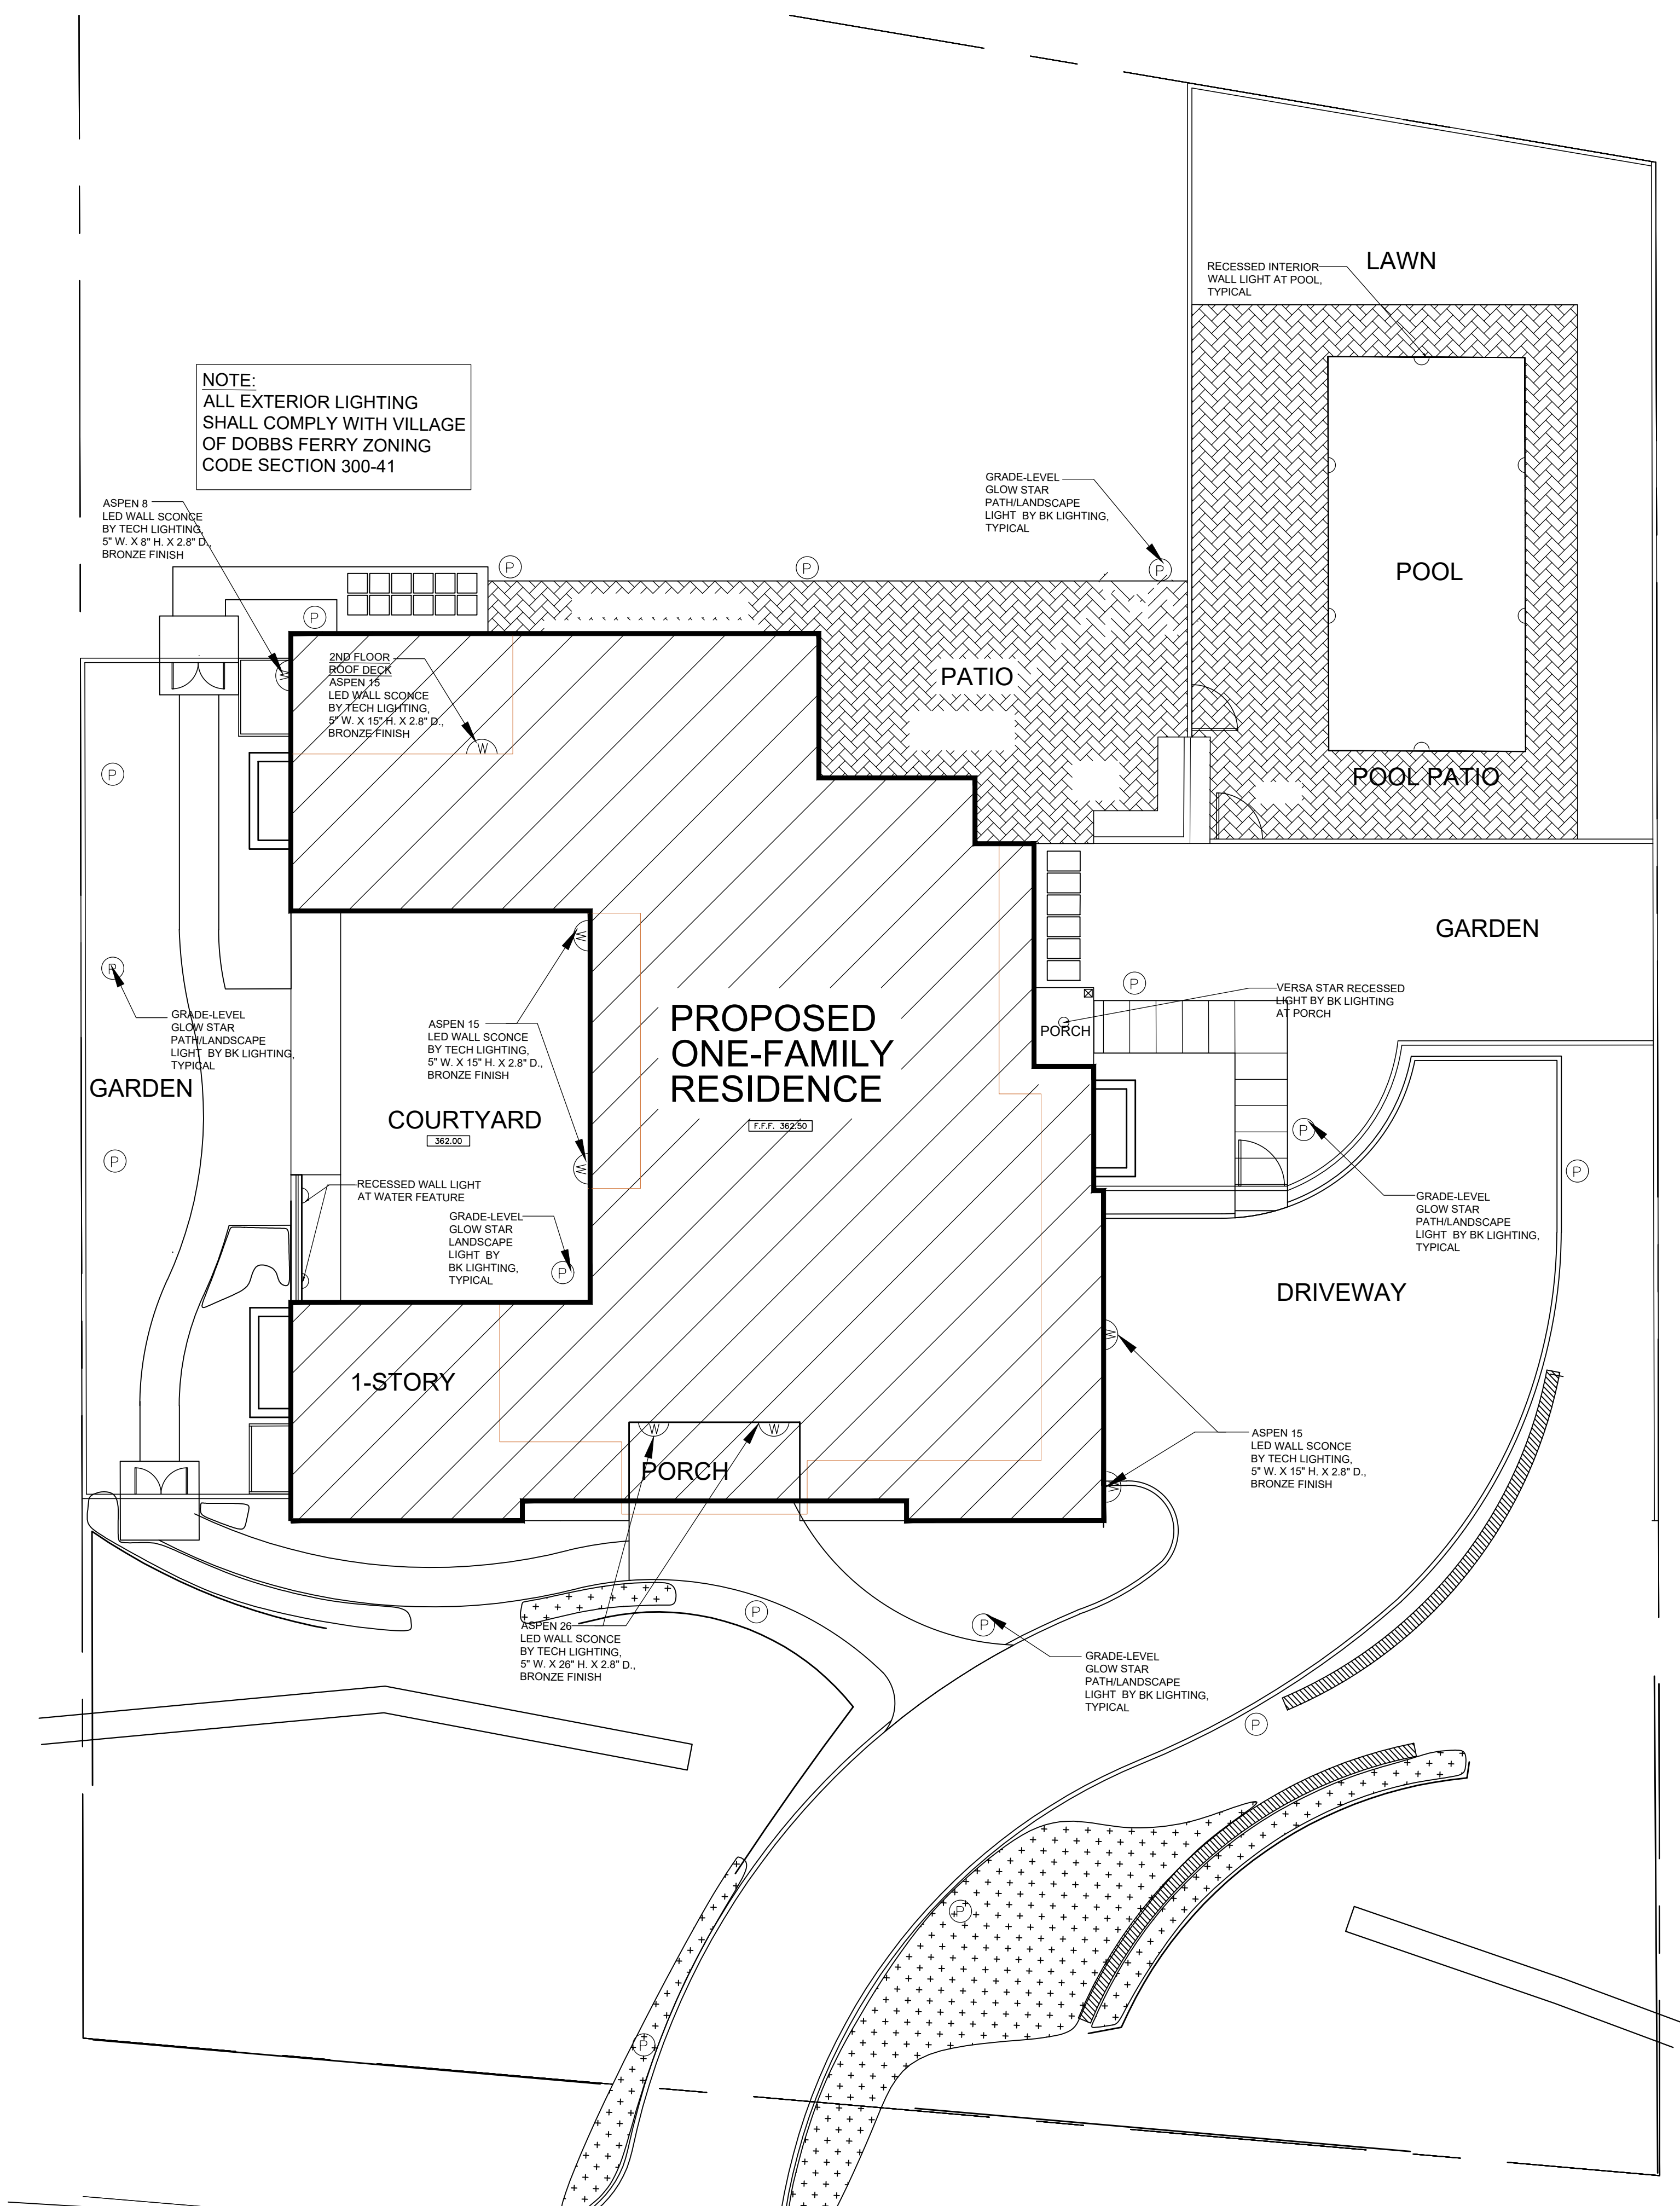 LAWN
RECESSED INTERIOR
WALL LIGHT AT POOL,
TYPICAL
NOTE:
ALL EXTERIOR LIGHTING
SHALL COMPLY WITH VILLAGE
OF DOBBS FERRY ZONING
CODE SECTION 300-41
GRADE-LEVEL
GLOW STAR
PATH/LANDSCAPE
LIGHT BY BK LIGHTING,
TYPICAL
ASPEN 8
LED WALL SCONCE
BY TECH LIGHTING,
5" W. X 8" H. X 2.8" D.,
BRONZE FINISH
P
P
P
POOL
P
W
2ND FLOOR
ROOF DECK
ASPEN 15
LED WALL SCONCE
BY TECH LIGHTING,
5" W. X 15" H. X 2.8" D.,
BRONZE FINISH
W
PATIO
P
POOL PATIO
W
GARDEN
P
P
VERSA STAR RECESSED
LIGHT BY BK LIGHTING
AT PORCH
PORCH
GRADE-LEVEL
GLOW STAR
PATH/LANDSCAPE
LIGHT BY BK LIGHTING,
TYPICAL
GARDEN
ASPEN 15
LED WALL SCONCE
BY TECH LIGHTING,
5" W. X 15" H. X 2.8" D.,
BRONZE FINISH
PROPOSED
ONE-FAMILY
RESIDENCE
F.F.F. 362.50
COURTYARD
362.00
P
W
P
P
RECESSED WALL LIGHT
AT WATER FEATURE
GRADE-LEVEL
GLOW STAR
LANDSCAPE
LIGHT BY
BK LIGHTING,
TYPICAL
P
GRADE-LEVEL
GLOW STAR
PATH/LANDSCAPE
LIGHT BY BK LIGHTING,
TYPICAL
DRIVEWAY
W
1-STORY
W
W
PORCH
ASPEN 15
LED WALL SCONCE
BY TECH LIGHTING,
5" W. X 15" H. X 2.8" D.,
BRONZE FINISH
W
P
P
ASPEN 26
LED WALL SCONCE
BY TECH LIGHTING,
5" W. X 26" H. X 2.8" D.,
BRONZE FINISH
GRADE-LEVEL
GLOW STAR
PATH/LANDSCAPE
LIGHT BY BK LIGHTING,
TYPICAL
P
P
P